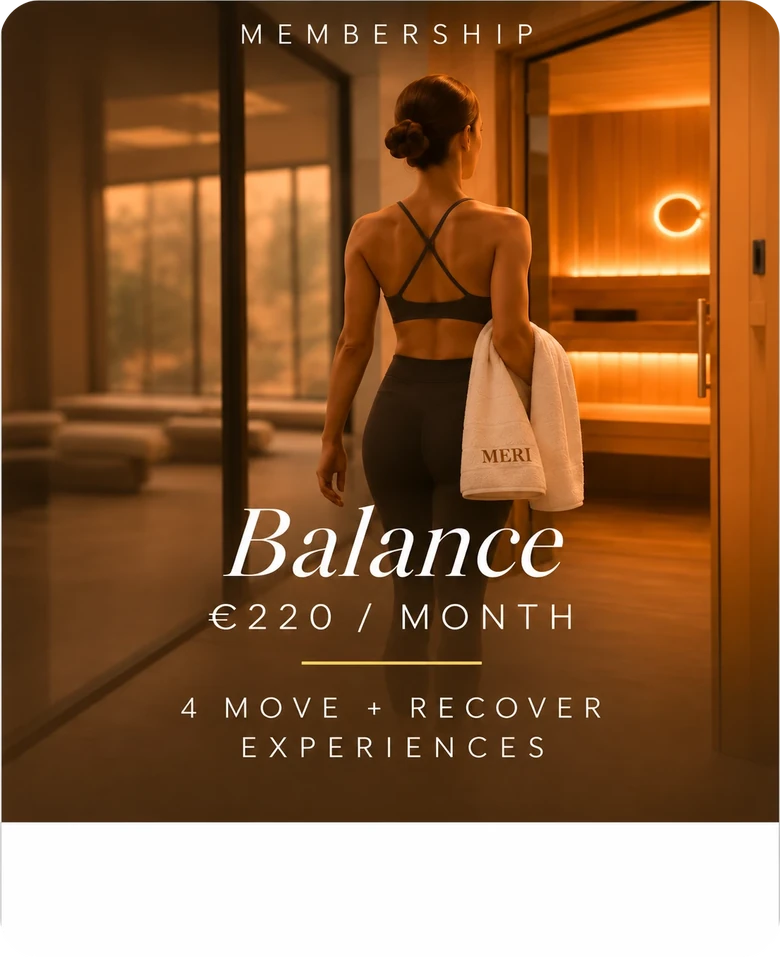 MEMBERSHIP
MERI
Balance
€220 / MONTH
4 MOVE + RECOVER
EXPERIENCES